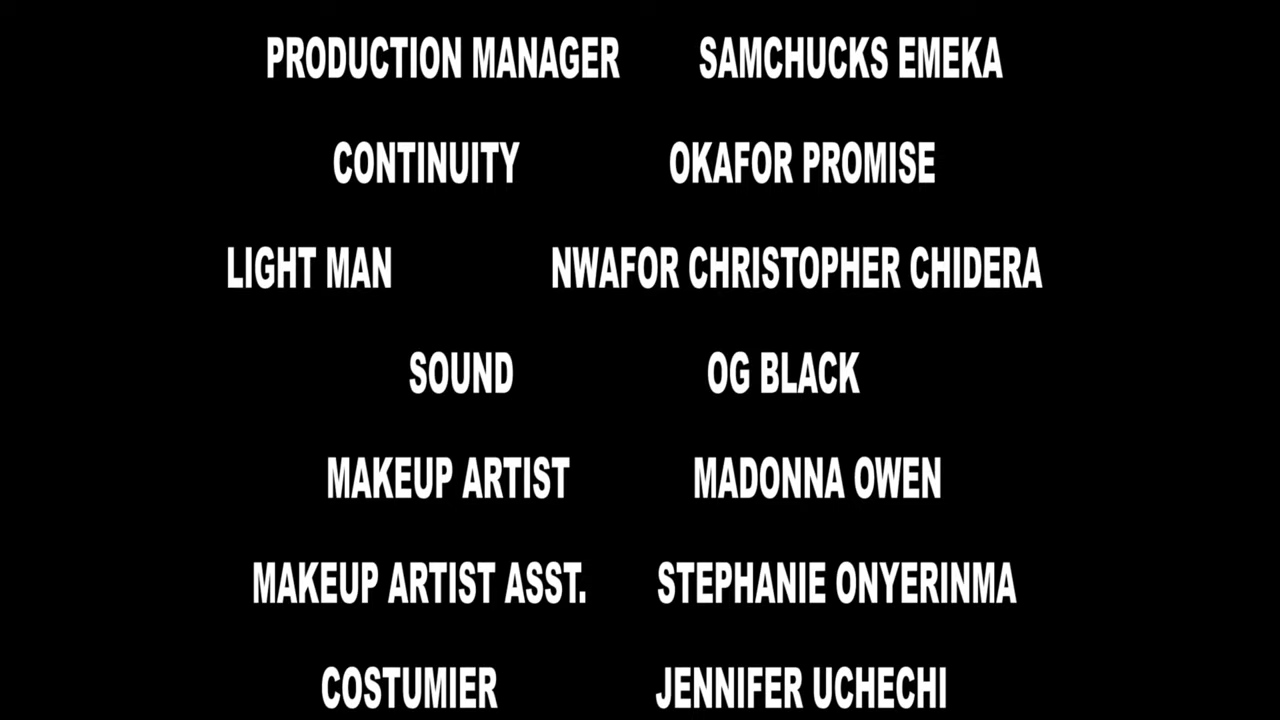 PRODUCTION MANAGER SAMCHUCKS EMEKA
CONTINUITY OKAFOR PROMISE
LIGHT MAN NWAFOR CHRISTOPHER CHIDERA
SOUND OG BLACK
MAKEUP ARTIST MADONNA OWEN
MAKEUP ARTIST ASST. STEPHANIE ONYERINMA
COSTUMIER JENNIFER UCHECHI